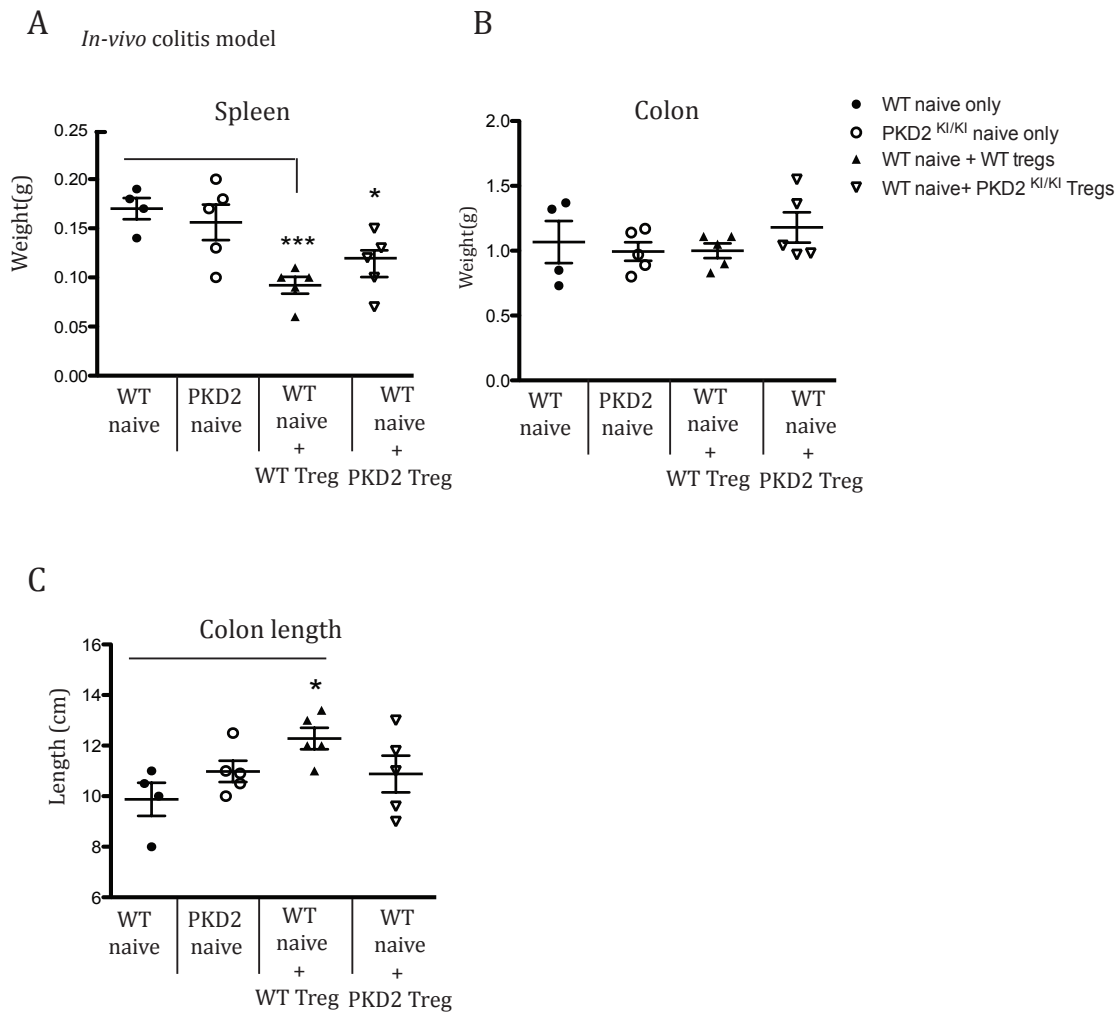 A
In-vivo colitis model
Spleen
Weight(g)
0.25
0.20
0.15
0.10
0.05
0.00
***
*
WT
naive
PKD2
naive
WT
naive
+
WT Treg
WT
naive
+
PKD2 Treg
B
Colon
Weight(g)
2.0
1.5
1.0
0.5
0.0
WT
naive
PKD2
naive
WT
naive
+
WT Treg
WT
naive
+
PKD2 Treg
WT naive only
PKD2 KI/KI naive only
WT naive + WT tregs
WT naive+ PKD2 KI/KI Tregs
C
Colon length
Length (cm)
16
14
12
10
8
6
*
WT
naive
PKD2
naive
WT
naive
+
WT Treg
WT
naive
+
PKD2 Treg